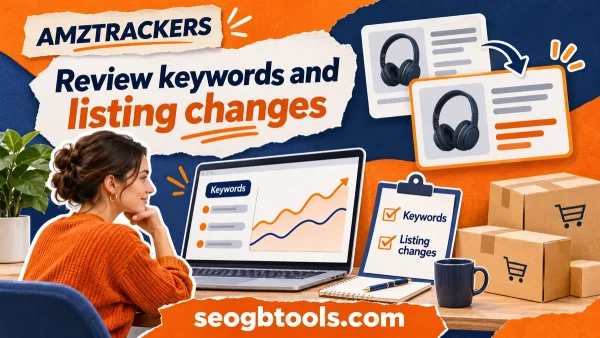 AMZTRACKERS
Review keywords and
listing changes
Keywords
Keywords
Listing
changes
seogbtools.com